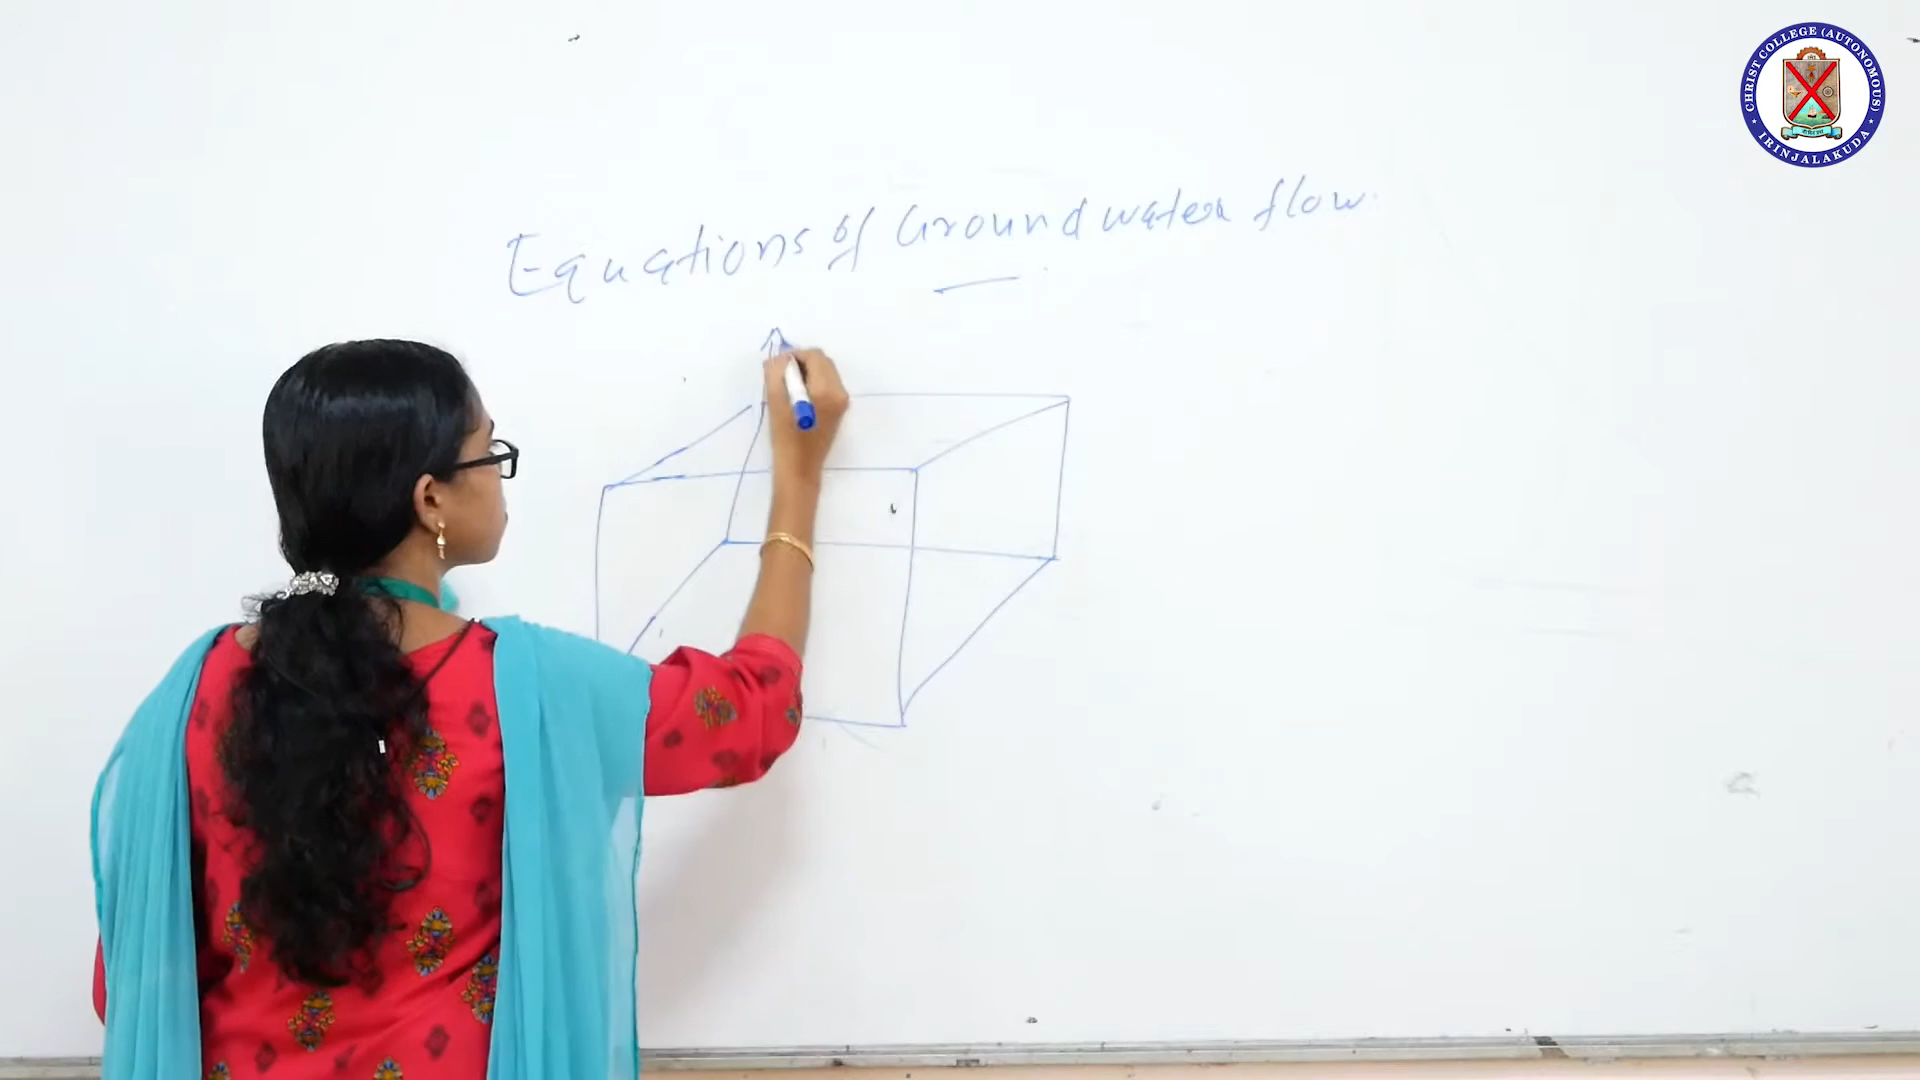 Equations of Groundwater flow.
CHRIST COLLEGE (AUTONOMOUS)
IRINJALAKUDA